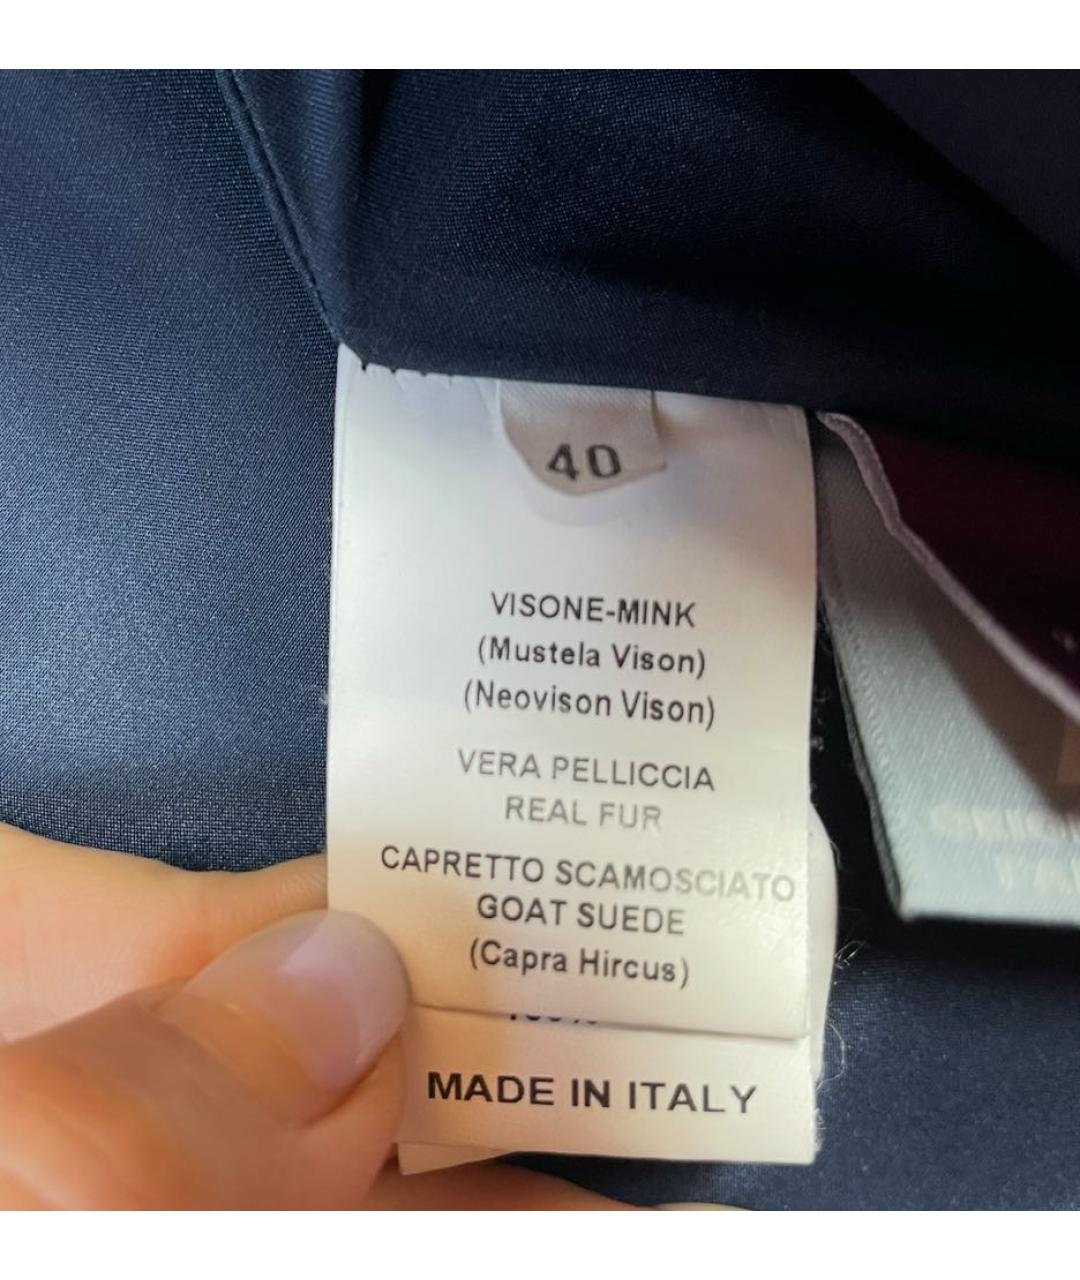 40
VISONE-MINK
(Mustela Vison)
(Neovison Vison)
VERA PELLICCIA
REAL FUR
CAPRETTO SCAMOSCIATO
GOAT SUEDE
(Capra Hircus)
MADE IN ITALY